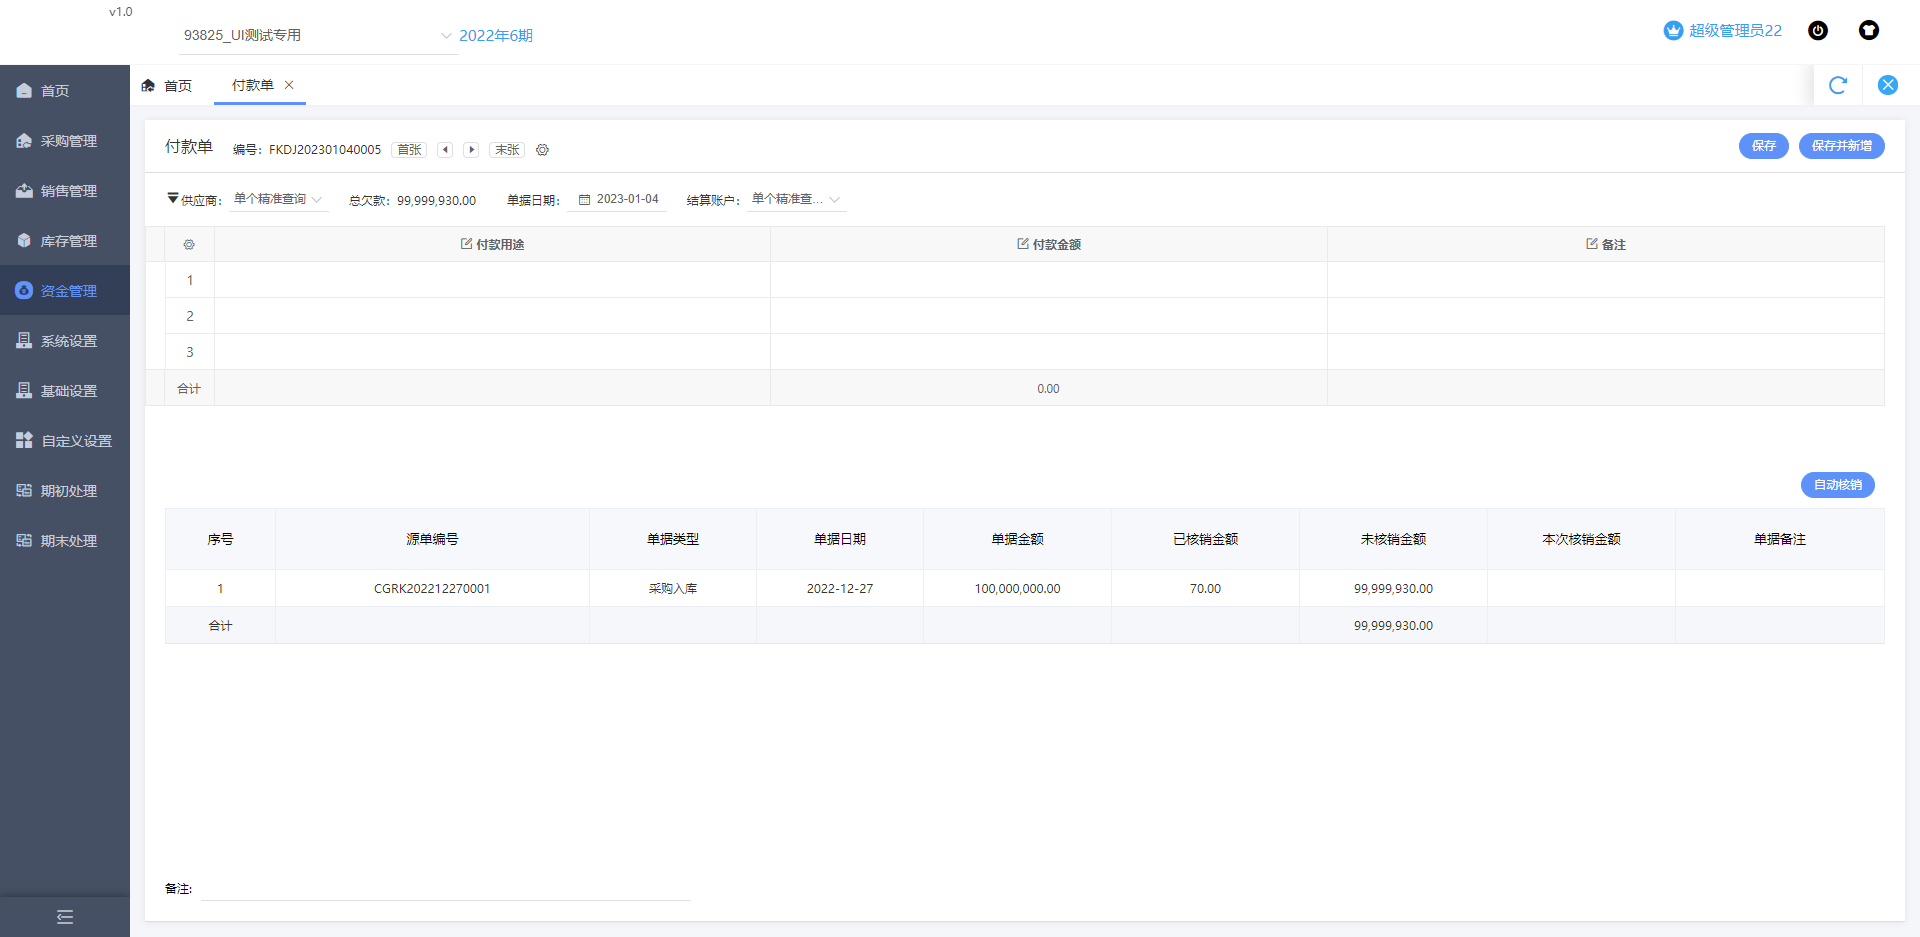 v1.0
93825_UI测试专用 2022年6期 超级管理员22
首页
采购管理
销售管理
库存管理
资金管理
系统设置
基础设置
自定义设置
期初处理
期末处理
首页 付款单
付款单 编号: FKDJ202301040005 首张 末张 保存 保存并新增
供应商: 单个精准查询 总欠款: 99,999,930.00 单据日期: 2023-01-04 结算账户: 单个精准查...
付款用途 付款金额 备注
1
2
3
合计 0.00
自动核销
序号 源单编号 单据类型 单据日期 单据金额 已核销金额 未核销金额 本次核销金额 单据备注
1 CGRK202212270001 采购入库 2022-12-27 100,000,000.00 70.00 99,999,930.00
合计 99,999,930.00
备注: